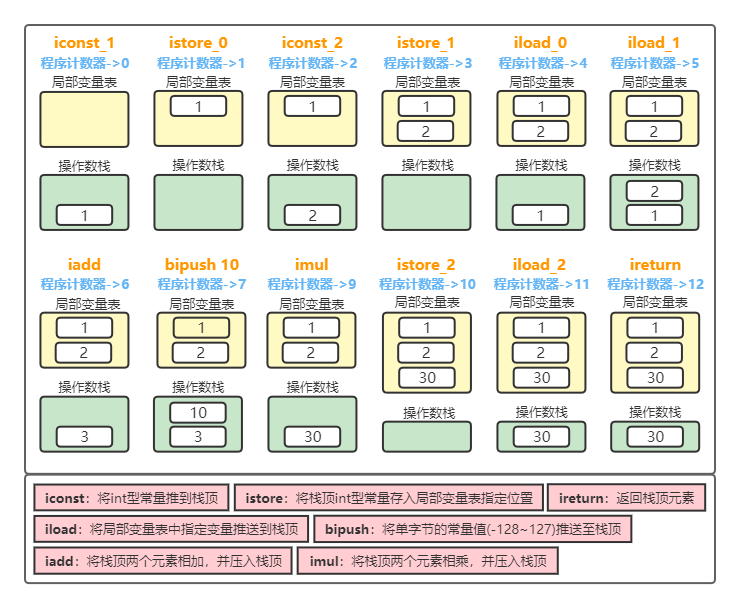 iconst_1 istore_0 iconst_2 istore_1 iload_0 iload_1
程序计数器->0 程序计数器->1 程序计数器->2 程序计数器->3 程序计数器->4 程序计数器->5
局部变量表 局部变量表 局部变量表 局部变量表 局部变量表 局部变量表
1 1 1 1 1
2 2 2
操作数栈 操作数栈 操作数栈 操作数栈 操作数栈 操作数栈
2
1 2 1 1
iadd bipush 10 imul istore_2 iload_2 ireturn
程序计数器->6 程序计数器->7 程序计数器->9 程序计数器->10 程序计数器->11 程序计数器->12
局部变量表 局部变量表 局部变量表 局部变量表 局部变量表 局部变量表
1 1 1 1 1 1
2 2 2 2 2 2
30 30 30
操作数栈 操作数栈 操作数栈 操作数栈 操作数栈 操作数栈
10
3 3 30 30 30
iconst：将int型常量推到栈顶 istore：将栈顶int型常量存入局部变量表指定位置 ireturn：返回栈顶元素
iload：将局部变量表中指定变量推送到栈顶 bipush：将单字节的常量值(-128~127)推送至栈顶
iadd：将栈顶两个元素相加，并压入栈顶 imul：将栈顶两个元素相乘，并压入栈顶